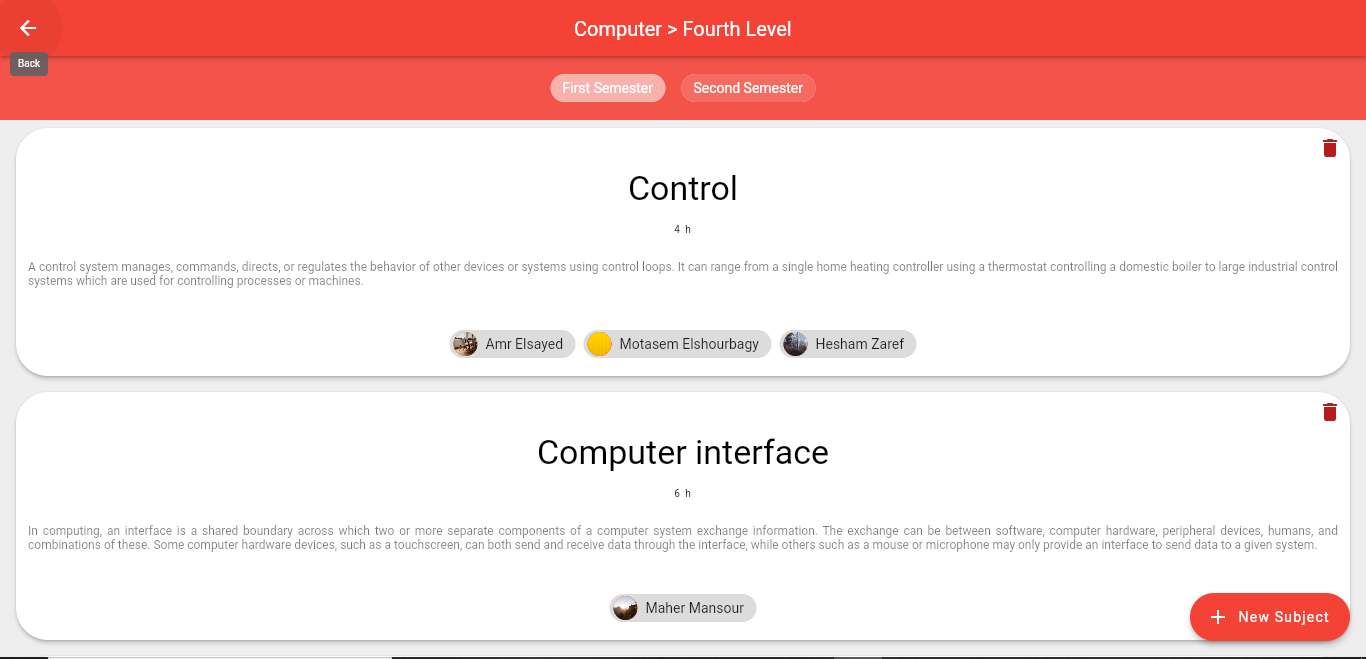 Computer > Fourth Level
Back
First Semester
Second Semester
Control
4 h
A control system manages, commands, directs, or regulates the behavior of other devices or systems using control loops. It can range from a single home heating controller using a thermostat controlling a domestic boiler to large industrial control
systems which are used for controlling processes or machines.
Amr Elsayed
Motasem Elshourbagy
Hesham Zaref
Computer interface
6 h
In computing, an interface is a shared boundary across which two or more separate components of a computer system exchange information. The exchange can be between software, computer hardware, peripheral devices, humans, and
combinations of these. Some computer hardware devices, such as a touchscreen, can both send and receive data through the interface, while others such as a mouse or microphone may only provide an interface to send data to a given system.
Maher Mansour
New Subject